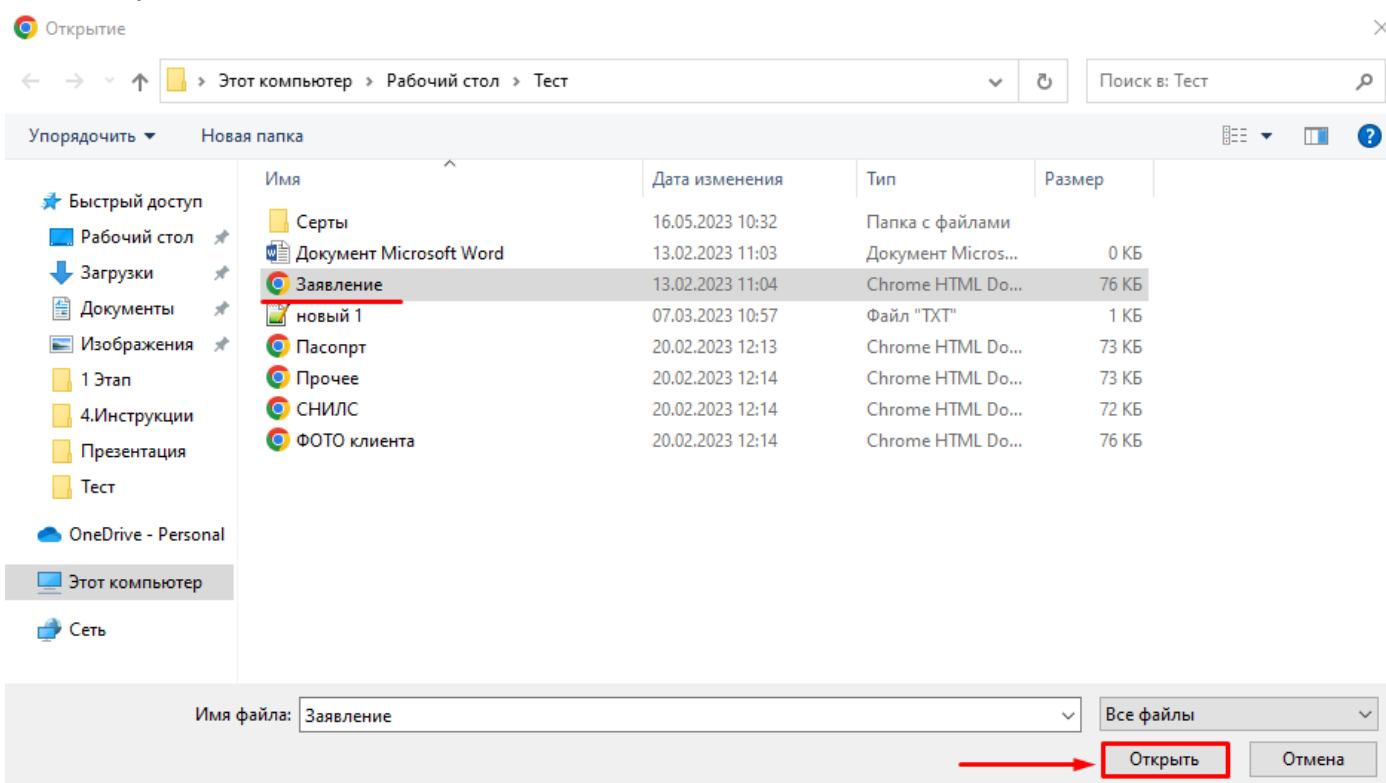 Открытие
Этот компьютер › Рабочий стол › Тест
Поиск в: Тест
Упорядочить
Новая папка
Имя Дата изменения Тип Размер
Быстрый доступ
Рабочий стол
Загрузки
Документы
Изображения
1 Этап
4.Инструкции
Презентация
Тест
OneDrive - Personal
Этот компьютер
Сеть
Серты 16.05.2023 10:32 Папка с файлами
Документ Microsoft Word 13.02.2023 11:03 Документ Micros... 0 КБ
Заявление 13.02.2023 11:04 Chrome HTML Do... 76 КБ
новый 1 07.03.2023 10:57 Файл "TXT" 1 КБ
Пасопрт 20.02.2023 12:13 Chrome HTML Do... 73 КБ
Прочее 20.02.2023 12:14 Chrome HTML Do... 73 КБ
СНИЛС 20.02.2023 12:14 Chrome HTML Do... 72 КБ
ФОТО клиента 20.02.2023 12:14 Chrome HTML Do... 76 КБ
Имя файла: Заявление
Все файлы
Открыть
Отмена